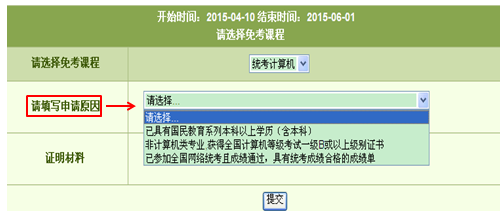 开始时间：2015-04-10 结束时间：2015-06-01
请选择免考课程
请选择免考课程
统考计算机
请填写申请原因
请选择...
请选择...
已具有国民教育系列本科以上学历（含本科）
非计算机类专业,获得全国计算机等级考试一级B或以上级别证书
已参加全国网络统考且成绩通过，具有统考成绩合格的成绩单
证明材料
提交